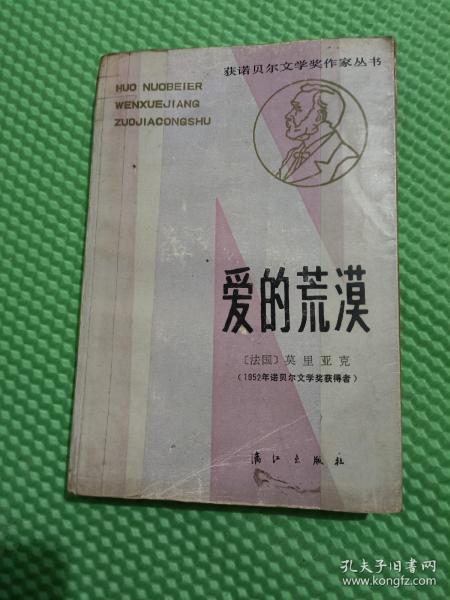 获诺贝尔文学奖作家丛书
HUO NUOBEIER
WENXUEJIANG
ZUOJIACONGSHU
爱的荒漠
〔法国〕莫里亚克
(1952年诺贝尔文学奖获得者)
漓江出版社
孔夫子旧书网
www.kongfz.com